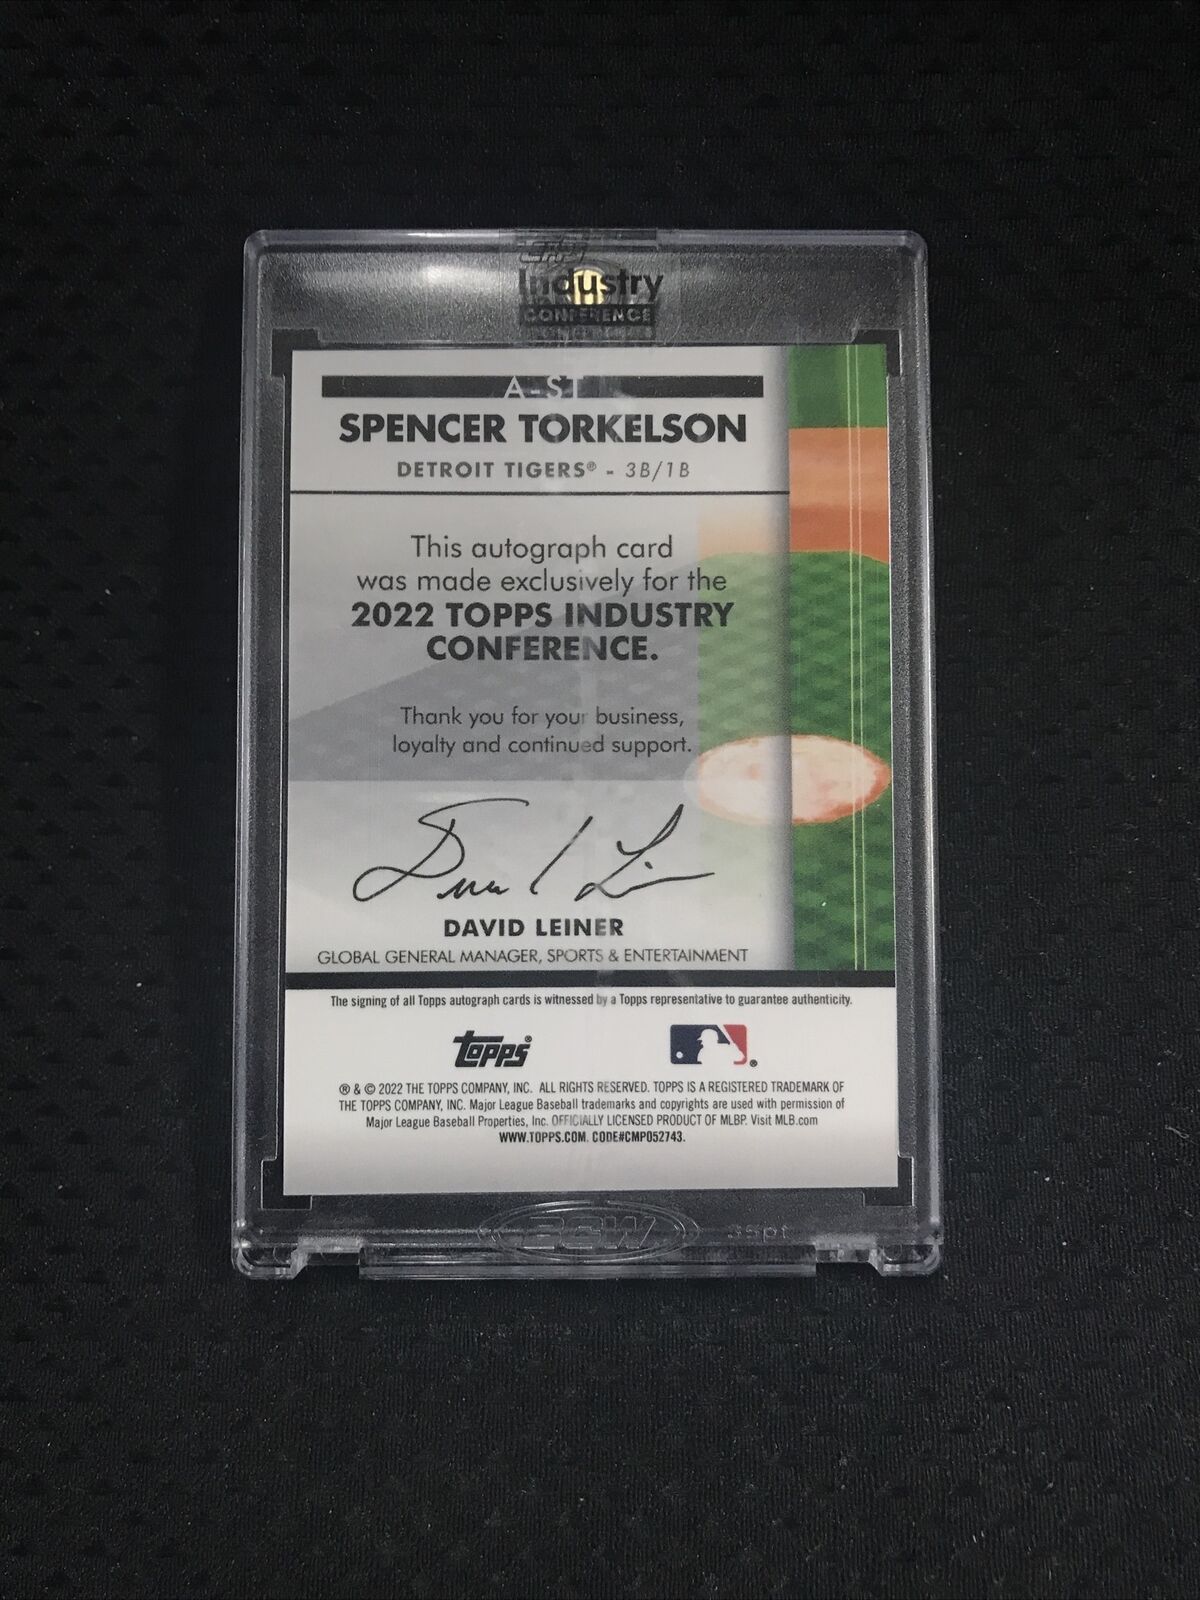 Industry
CONFERENCE
A-ST
SPENCER TORKELSON
DETROIT TIGERS® - 3B/1B
This autograph card
was made exclusively for the
2022 TOPPS INDUSTRY
CONFERENCE.
Thank you for your business,
loyalty and continued support.
DAVID LEINER
GLOBAL GENERAL MANAGER, SPORTS & ENTERTAINMENT
The signing of all Topps autograph cards is witnessed by a Topps representative to guarantee authenticity.
topps®
® & © 2022 THE TOPPS COMPANY, INC. ALL RIGHTS RESERVED. TOPPS IS A REGISTERED TRADEMARK OF
THE TOPPS COMPANY, INC. Major League Baseball trademarks and copyrights are used with permission of
Major League Baseball Properties, Inc. OFFICIALLY LICENSED PRODUCT OF MLBP. Visit MLB.com
WWW.TOPPS.COM. CODE#CMP052743.
BCW
35pt